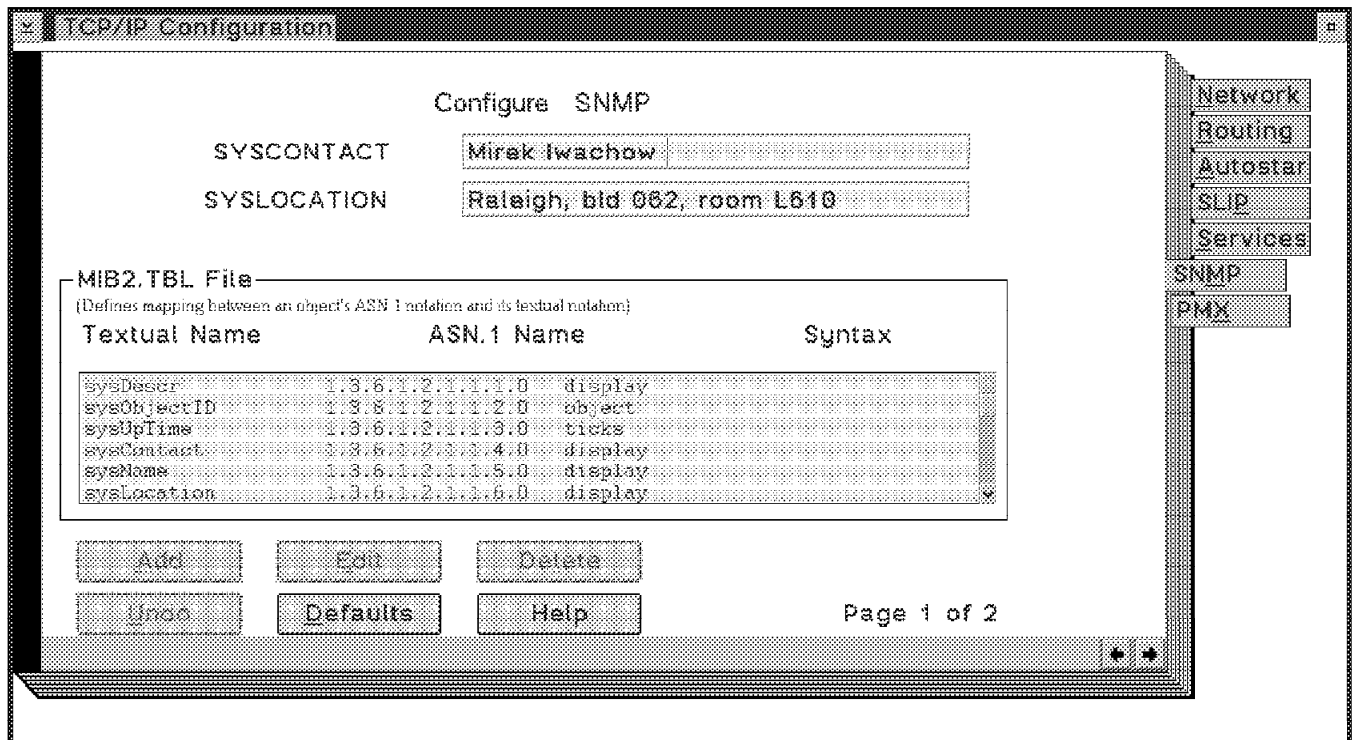 TCP/IP Configuration
Configure SNMP
SYSCONTACT Mirek Iwachow
SYSLOCATION Raleigh, bld 062, room L610
MIB2.TBL File
(Defines mapping between an object's ASN.1 notation and its textual notation)
Textual Name ASN.1 Name Syntax
sysDescr 1.3.6.1.2.1.1.1.0 display
sysObjectID 1.3.6.1.2.1.1.2.0 object
sysUpTime 1.3.6.1.2.1.1.3.0 ticks
sysContact 1.3.6.1.2.1.1.4.0 display
sysName 1.3.6.1.2.1.1.5.0 display
sysLocation 1.3.6.1.2.1.1.6.0 display
Add Edit Delete
Undo Defaults Help
Page 1 of 2
Network
Routing
Autostar
SLIP
Services
SNMP
PMX